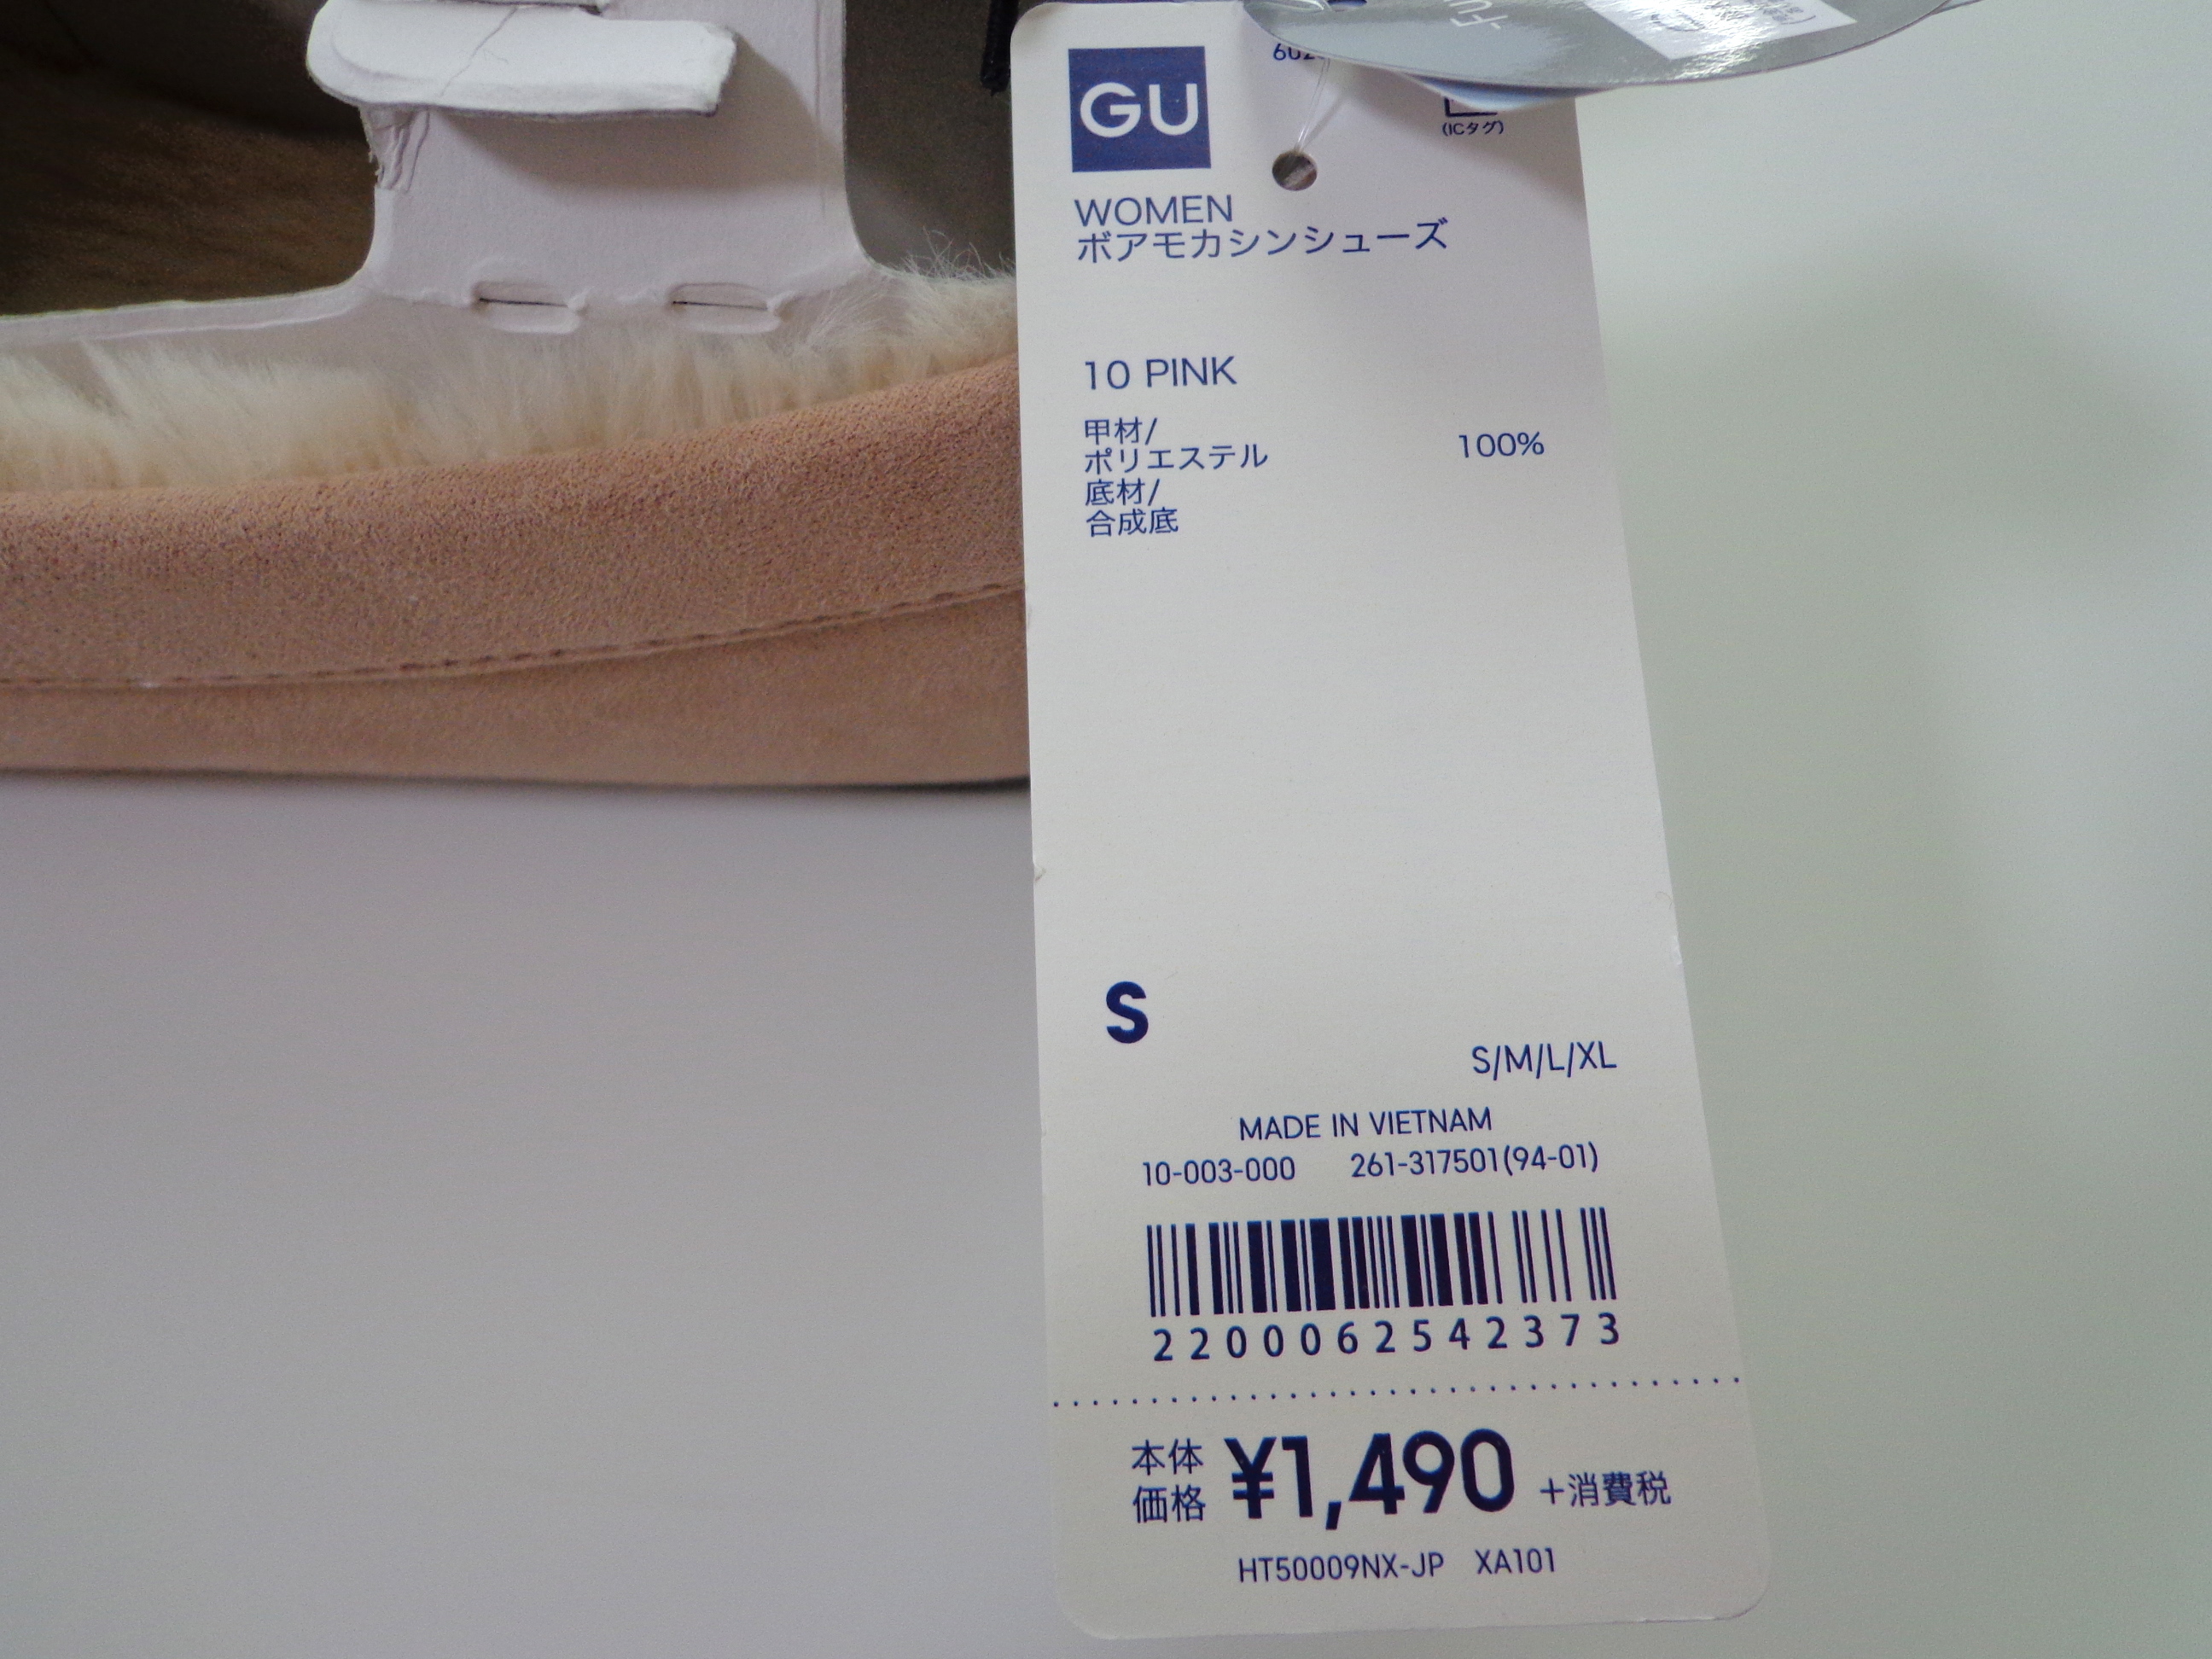 GU
(ICタグ)
WOMEN
ボアモカシンシューズ
10 PINK
甲材/
ポリエステル 100%
底材/
合成底
S
S/M/L/XL
MADE IN VIETNAM
10-003-000 261-317501(94-01)
2200062542373
本体
価格 ¥1,490 +消費税
HT50009NX-JP XA101